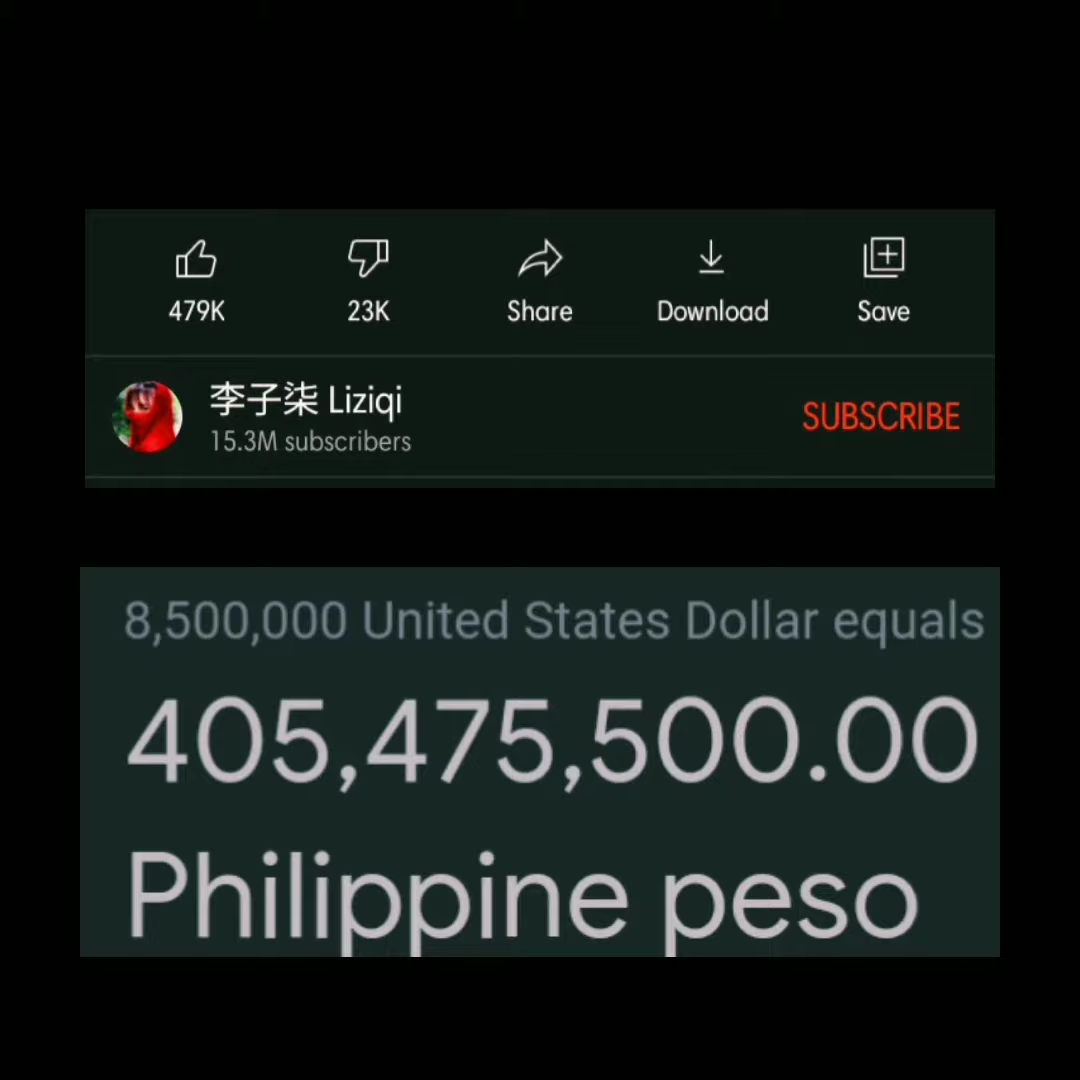 479K 23K Share Download Save
李子柒 Liziqi
15.3M subscribers
SUBSCRIBE
8,500,000 United States Dollar equals
405,475,500.00
Philippine peso